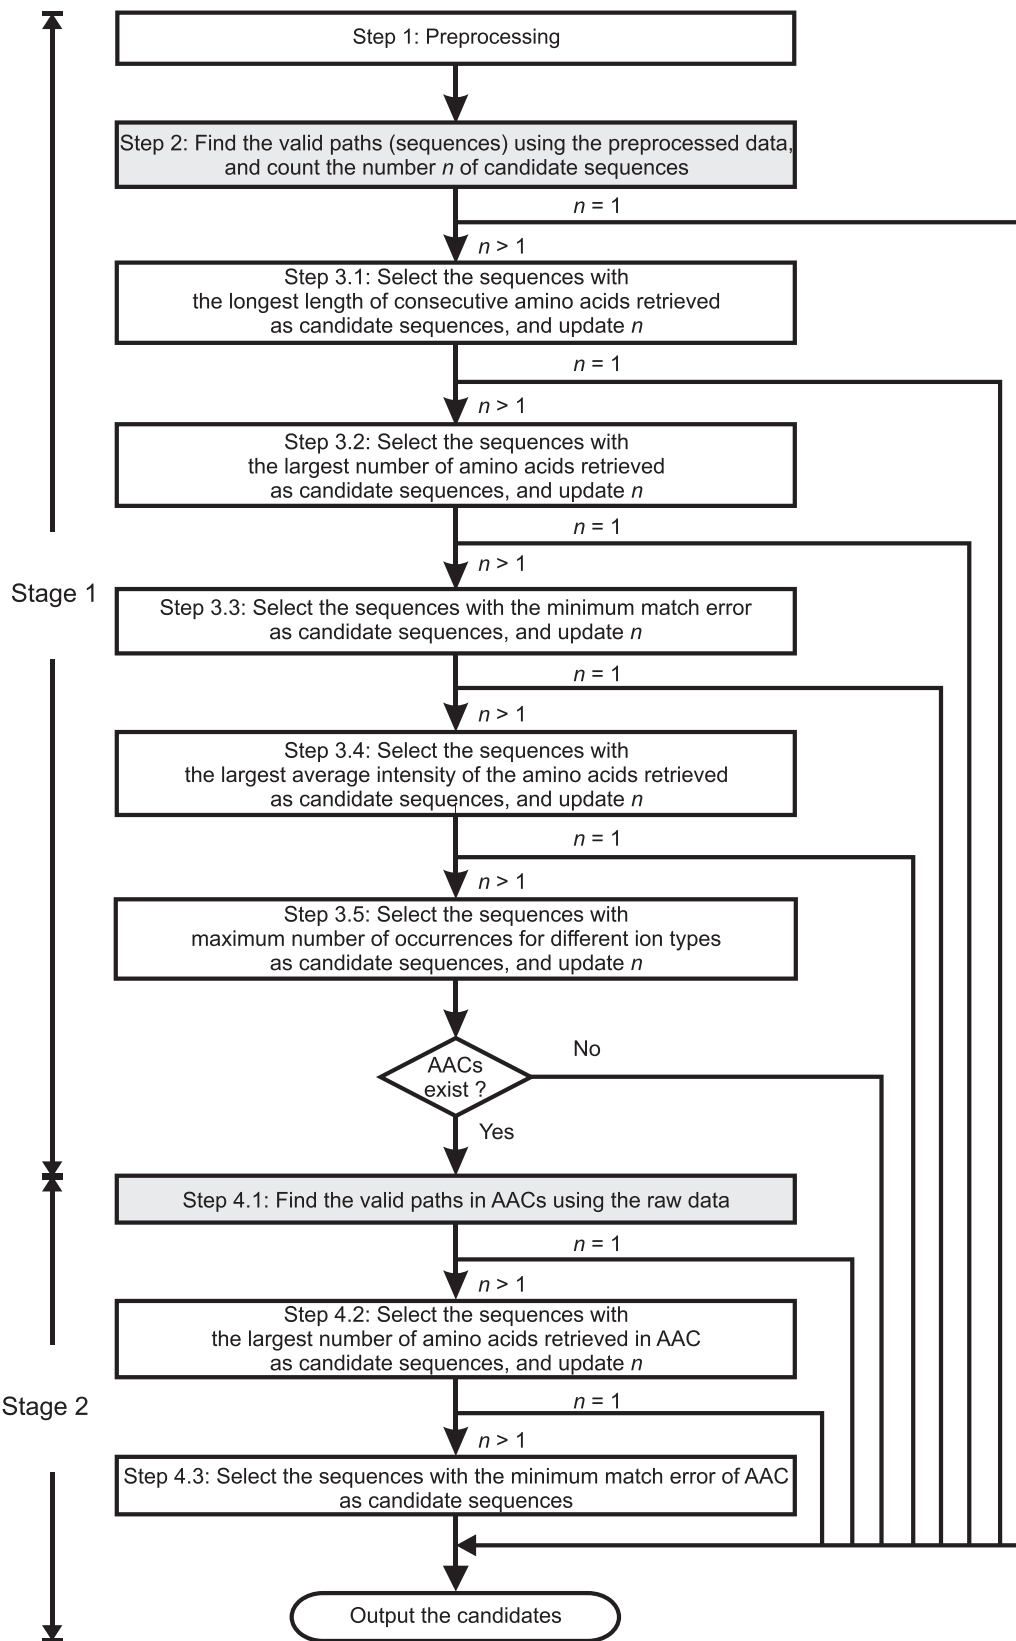 Step 1: Preprocessing
Step 2: Find the valid paths (sequences) using the preprocessed data,
and count the number n of candidate sequences
n = 1
n > 1
Step 3.1: Select the sequences with
the longest length of consecutive amino acids retrieved
as candidate sequences, and update n
n = 1
n > 1
Step 3.2: Select the sequences with
the largest number of amino acids retrieved
as candidate sequences, and update n
n = 1
n > 1
Stage 1
Step 3.3: Select the sequences with the minimum match error
as candidate sequences, and update n
n = 1
n > 1
Step 3.4: Select the sequences with
the largest average intensity of the amino acids retrieved
as candidate sequences, and update n
n = 1
n > 1
Step 3.5: Select the sequences with
maximum number of occurrences for different ion types
as candidate sequences, and update n
No
AACs
exist ?
Yes
Step 4.1: Find the valid paths in AACs using the raw data
n = 1
n > 1
Step 4.2: Select the sequences with
the largest number of amino acids retrieved in AAC
as candidate sequences, and update n
Stage 2
n = 1
n > 1
Step 4.3: Select the sequences with the minimum match error of AAC
as candidate sequences
Output the candidates